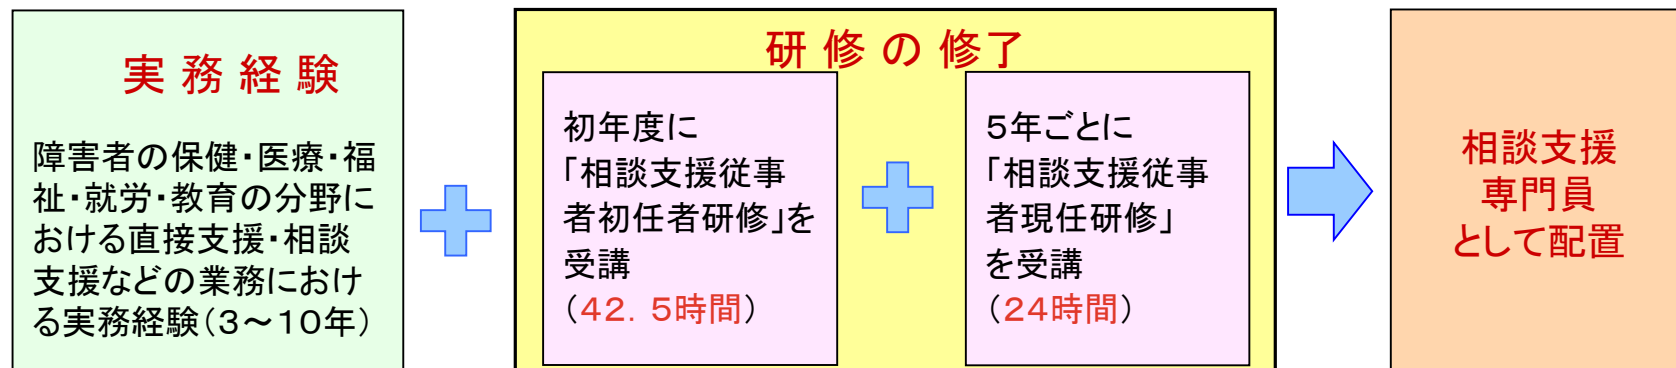 実務経験
障害者の保健・医療・福
祉・就労・教育の分野に
おける直接支援・相談
支援などの業務におけ
る実務経験(3～10年)
研修の修了
初年度に
「相談支援従事
者初任者研修」を
受講
(42．5時間)
5年ごとに
「相談支援従事
者現任研修」
を受講
(24時間)
相談支援
専門員
として配置